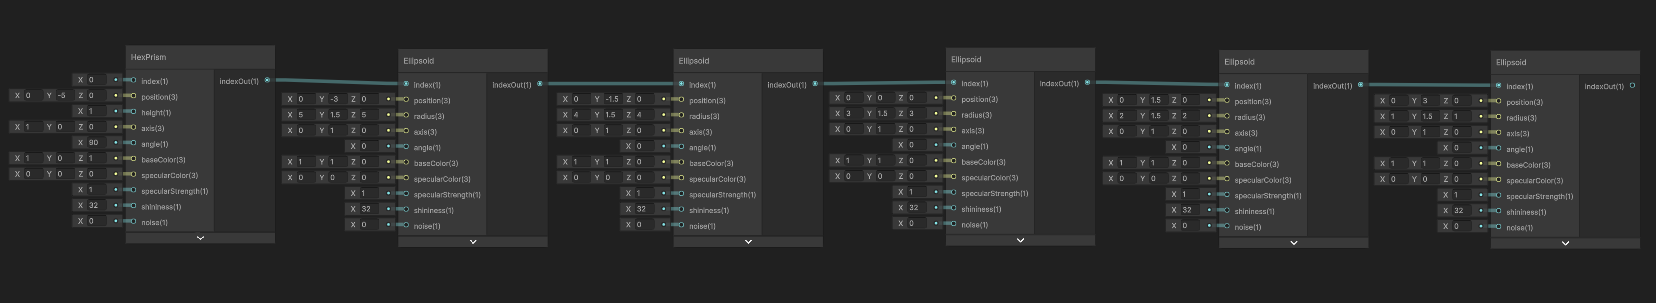 HexPrism
X 0 index(1) indexOut(1)
X 0 Y -5 Z 0 position(3)
X 1 height(1)
X 1 Y 0 Z 0 axis(3)
X 90 angle(1)
X 1 Y 0 Z 1 baseColor(3)
X 0 Y 0 Z 0 specularColor(3)
X 1 specularStrength(1)
X 32 shininess(1)
X 0 noise(1)
Ellipsoid
index(1) indexOut(1)
X 0 Y -3 Z 0 position(3)
X 5 Y 1.5 Z 5 radius(3)
X 0 Y 1 Z 0 axis(3)
X 0 angle(1)
X 1 Y 1 Z 0 baseColor(3)
X 0 Y 0 Z 0 specularColor(3)
X 1 specularStrength(1)
X 32 shininess(1)
X 0 noise(1)
Ellipsoid
index(1) indexOut(1)
X 0 Y -1.5 Z 0 position(3)
X 4 Y 1.5 Z 4 radius(3)
X 0 Y 1 Z 0 axis(3)
X 0 angle(1)
X 1 Y 1 Z 0 baseColor(3)
X 0 Y 0 Z 0 specularColor(3)
X 1 specularStrength(1)
X 32 shininess(1)
X 0 noise(1)
Ellipsoid
index(1) indexOut(1)
X 0 Y 0 Z 0 position(3)
X 3 Y 1.5 Z 3 radius(3)
X 0 Y 1 Z 0 axis(3)
X 0 angle(1)
X 1 Y 1 Z 0 baseColor(3)
X 0 Y 0 Z 0 specularColor(3)
X 1 specularStrength(1)
X 32 shininess(1)
X 0 noise(1)
Ellipsoid
index(1) indexOut(1)
X 0 Y 1.5 Z 0 position(3)
X 2 Y 1.5 Z 2 radius(3)
X 0 Y 1 Z 0 axis(3)
X 0 angle(1)
X 1 Y 1 Z 0 baseColor(3)
X 0 Y 0 Z 0 specularColor(3)
X 1 specularStrength(1)
X 32 shininess(1)
X 0 noise(1)
Ellipsoid
index(1) indexOut(1)
X 0 Y 3 Z 0 position(3)
X 1 Y 1.5 Z 1 radius(3)
X 0 Y 1 Z 0 axis(3)
X 0 angle(1)
X 1 Y 1 Z 0 baseColor(3)
X 0 Y 0 Z 0 specularColor(3)
X 1 specularStrength(1)
X 32 shininess(1)
X 0 noise(1)